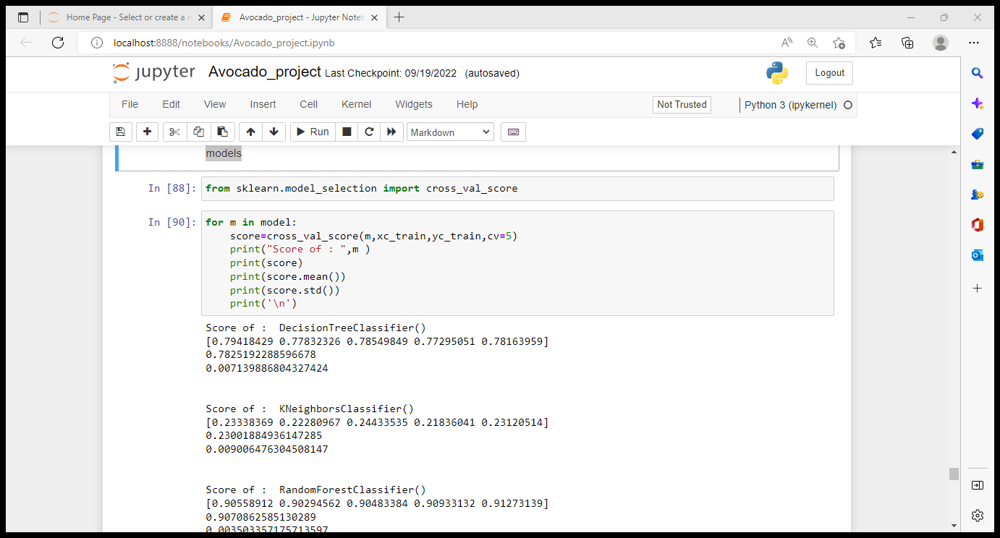 Home Page - Select or create a n
Avocado_project - Jupyter Noteb
localhost:8888/notebooks/Avocado_project.ipynb
jupyter Avocado_project Last Checkpoint: 09/19/2022 (autosaved)
Logout
File Edit View Insert Cell Kernel Widgets Help
Not Trusted
Python 3 (ipykernel)
Run
Markdown
models
In [88]: from sklearn.model_selection import cross_val_score
In [90]: for m in model:
    score=cross_val_score(m,xc_train,yc_train,cv=5)
    print("Score of : ",m )
    print(score)
    print(score.mean())
    print(score.std())
    print('\n')
Score of :  DecisionTreeClassifier()
[0.79418429 0.77832326 0.78549849 0.77295051 0.78163959]
0.7825192288596678
0.007139886804327424
Score of :  KNeighborsClassifier()
[0.23338369 0.22280967 0.24433535 0.21836041 0.23120514]
0.23001884936147285
0.009006476304508147
Score of :  RandomForestClassifier()
[0.90558912 0.90294562 0.90483384 0.90933132 0.91273139]
0.9070862585130289
0.003503357175713597